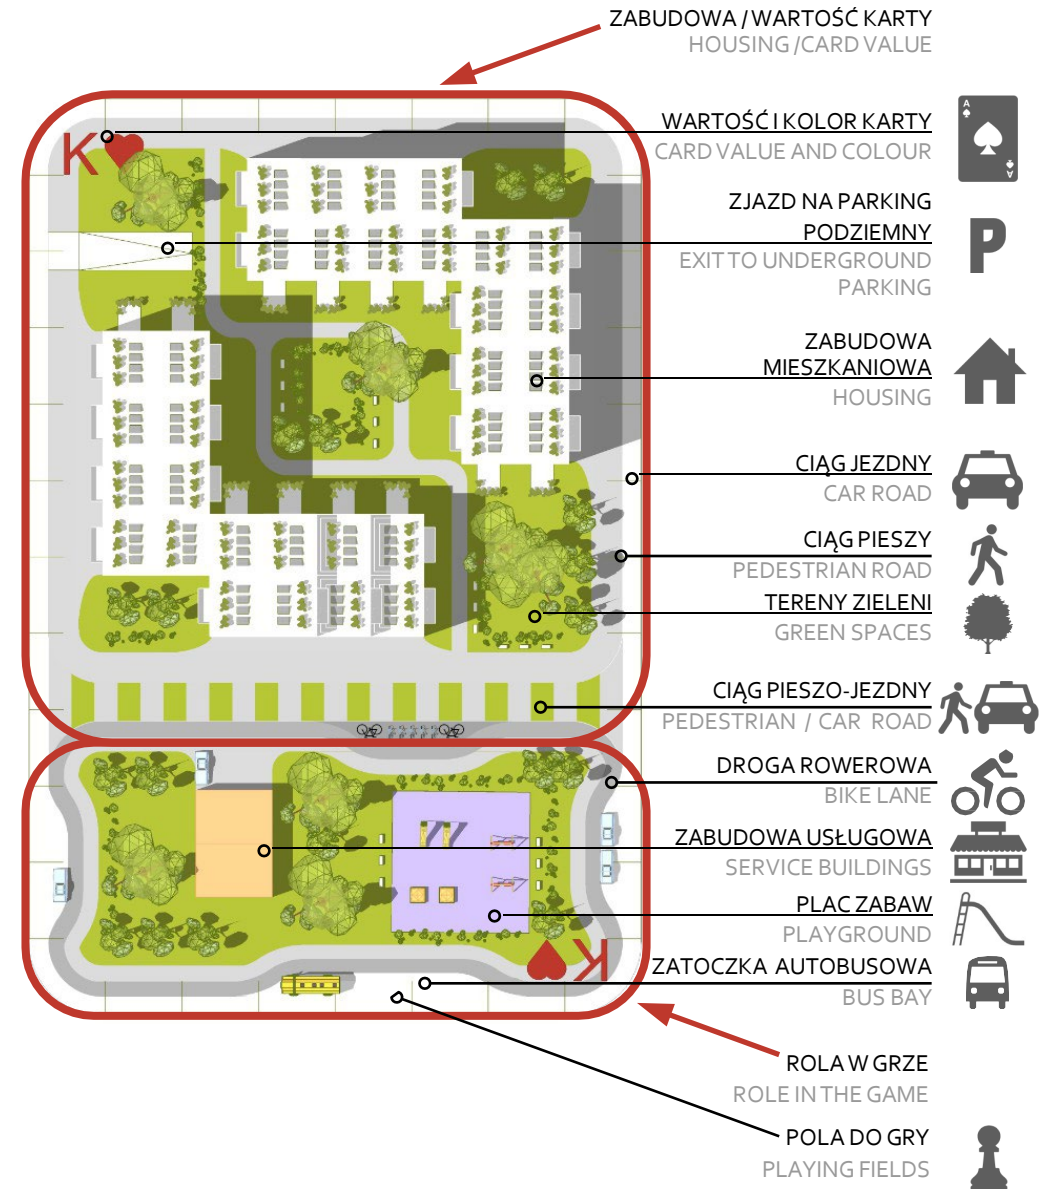 ZABUDOWA / WARTOŚĆ KARTY
HOUSING /CARD VALUE
K
WARTOŚĆ I KOLOR KARTY
CARD VALUE AND COLOUR
A
A
ZJAZD NA PARKING
PODZIEMNY
EXIT TO UNDERGROUND
PARKING
P
ZABUDOWA
MIESZKANIOWA
HOUSING
CIĄG JEZDNY
CAR ROAD
CIĄG PIESZY
PEDESTRIAN ROAD
TERENY ZIELENI
GREEN SPACES
CIĄG PIESZO-JEZDNY
PEDESTRIAN / CAR ROAD
DROGA ROWEROWA
BIKE LANE
ZABUDOWA USŁUGOWA
SERVICE BUILDINGS
PLAC ZABAW
PLAYGROUND
K
ZATOCZKA AUTOBUSOWA
BUS BAY
ROLA W GRZE
ROLE IN THE GAME
POLA DO GRY
PLAYING FIELDS